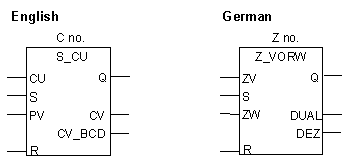 English
C no.
S_CU
CU
Q
S
PV
CV
CV_BCD
R
German
Z no.
Z_VORW
ZV
Q
S
ZW
DUAL
DEZ
R